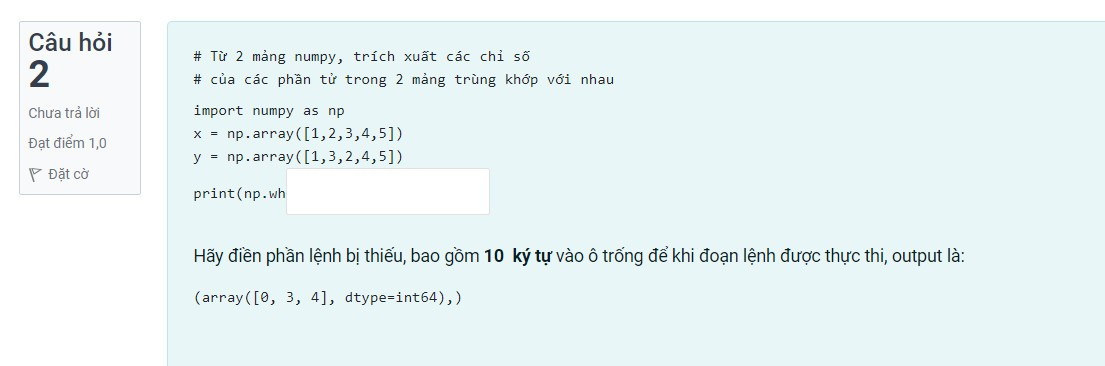 Câu hỏi
2
Chưa trả lời
Đạt điểm 1,0
Đặt cờ
# Từ 2 mảng numpy, trích xuất các chỉ số
# của các phần tử trong 2 mảng trùng khớp với nhau
import numpy as np
x = np.array([1,2,3,4,5])
y = np.array([1,3,2,4,5])
print(np.wh
Hãy điền phần lệnh bị thiếu, bao gồm 10 ký tự vào ô trống để khi đoạn lệnh được thực thi, output là:
(array([0, 3, 4], dtype=int64),)